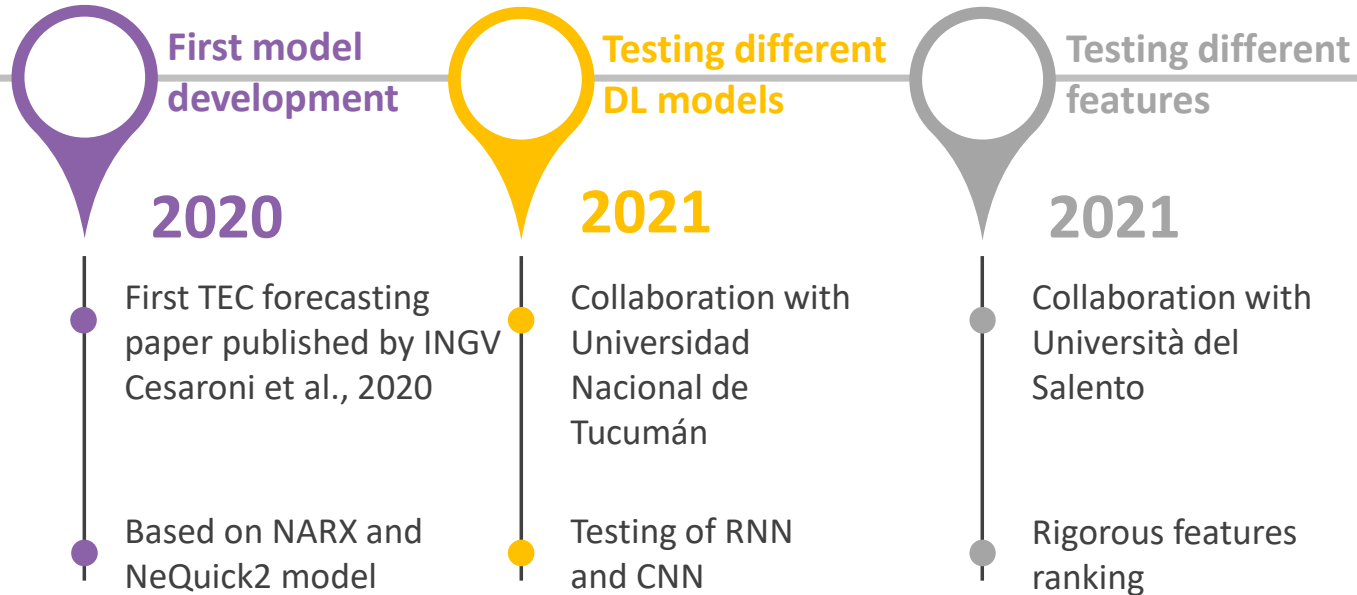 First model
development
2020
First TEC forecasting
paper published by INGV
Cesaroni et al., 2020
Based on NARX and
NeQuick2 model
Testing different
DL models
2021
Collaboration with
Universidad
Nacional de
Tucumán
Testing of RNN
and CNN
Testing different
features
2021
Collaboration with
Università del
Salento
Rigorous features
ranking